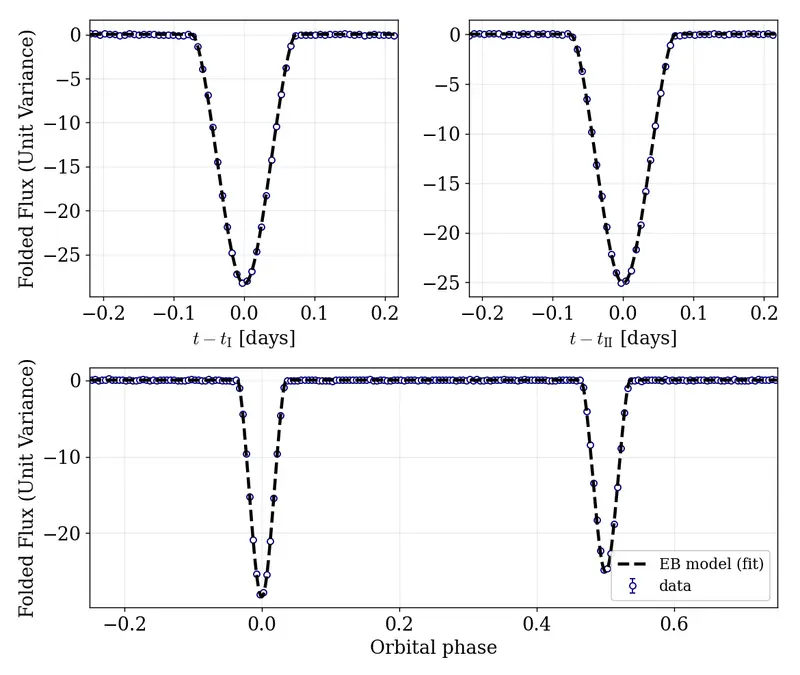 Folded Flux (Unit Variance)
0
−5
−10
−15
−20
−25
−0.2 −0.1 0.0 0.1 0.2
t − t_I [days]
0
−5
−10
−15
−20
−25
−0.2 −0.1 0.0 0.1 0.2
t − t_II [days]
Folded Flux (Unit Variance)
0
−10
−20
EB model (fit)
data
−0.2 0.0 0.2 0.4 0.6
Orbital phase